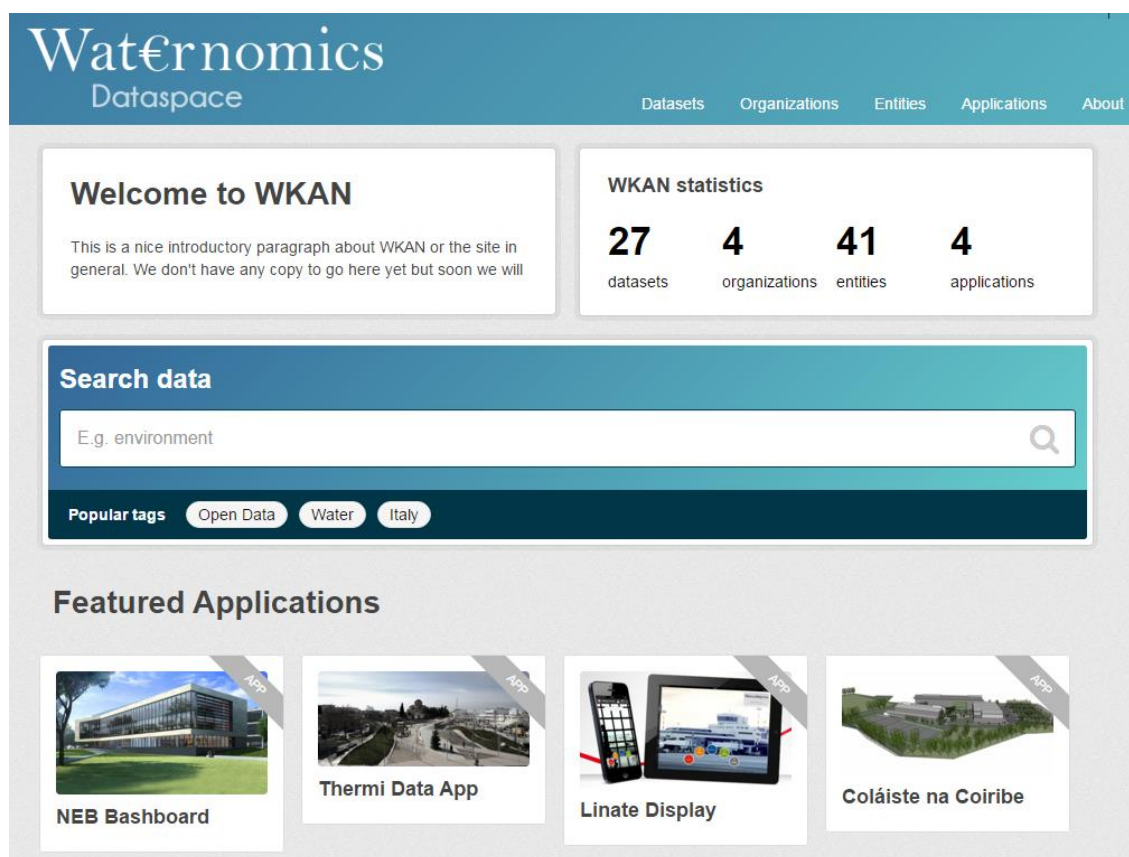 Wat€rnomics
Dataspace
Datasets Organizations Entities Applications About
Welcome to WKAN
This is a nice introductory paragraph about WKAN or the site in
general. We don't have any copy to go here yet but soon we will
WKAN statistics
27 4 41 4
datasets organizations entities applications
Search data
E.g. environment
Popular tags Open Data Water Italy
Featured Applications
APP APP APP APP
NEB Bashboard
Thermi Data App
Linate Display
Coláiste na Coiribe